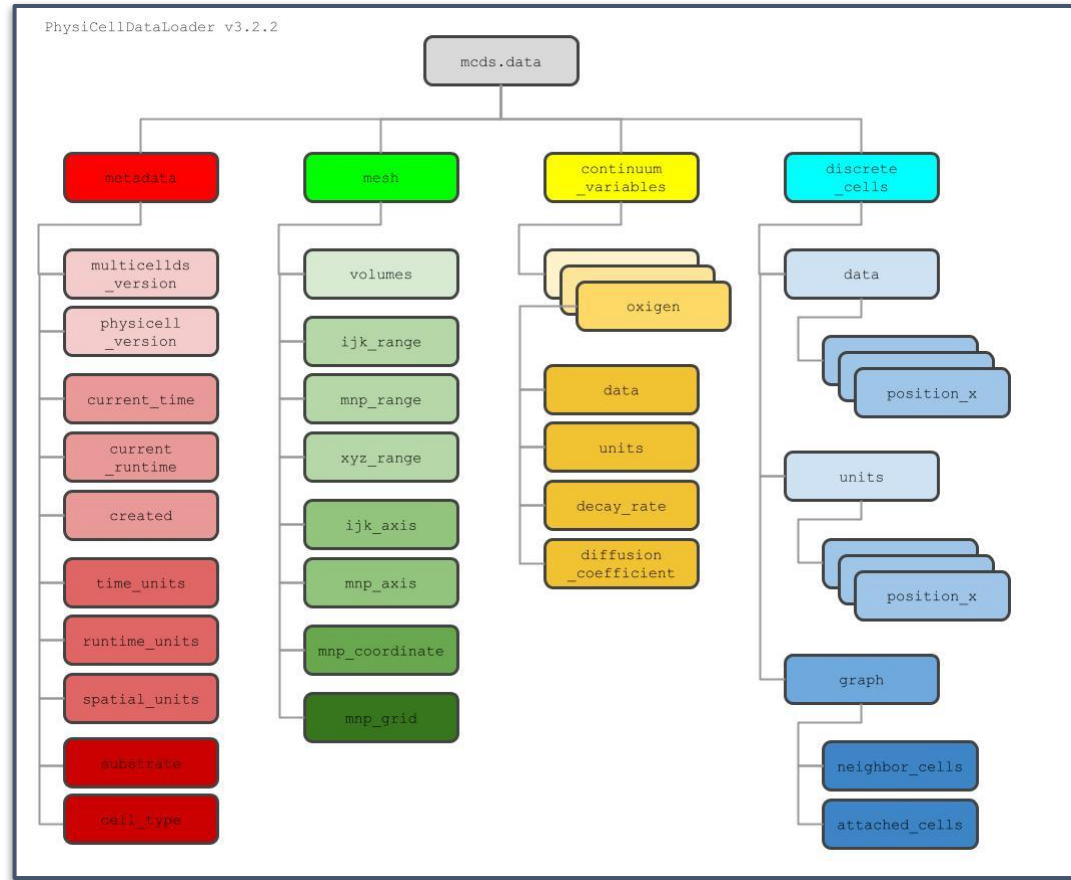 PhysiCellDataLoader v3.2.2
mcds.data
metadata
multicellds
_version
physicell
_version
current_time
current
_runtime
created
time_units
runtime_units
spatial_units
substrate
cell_type
mesh
volumes
ijk_range
mnp_range
xyz_range
ijk_axis
mnp_axis
mnp_coordinate
mnp_grid
continuum
_variables
oxigen
data
units
decay_rate
diffusion
_coefficient
discrete
_cells
data
position_x
units
position_x
graph
neighbor_cells
attached_cells